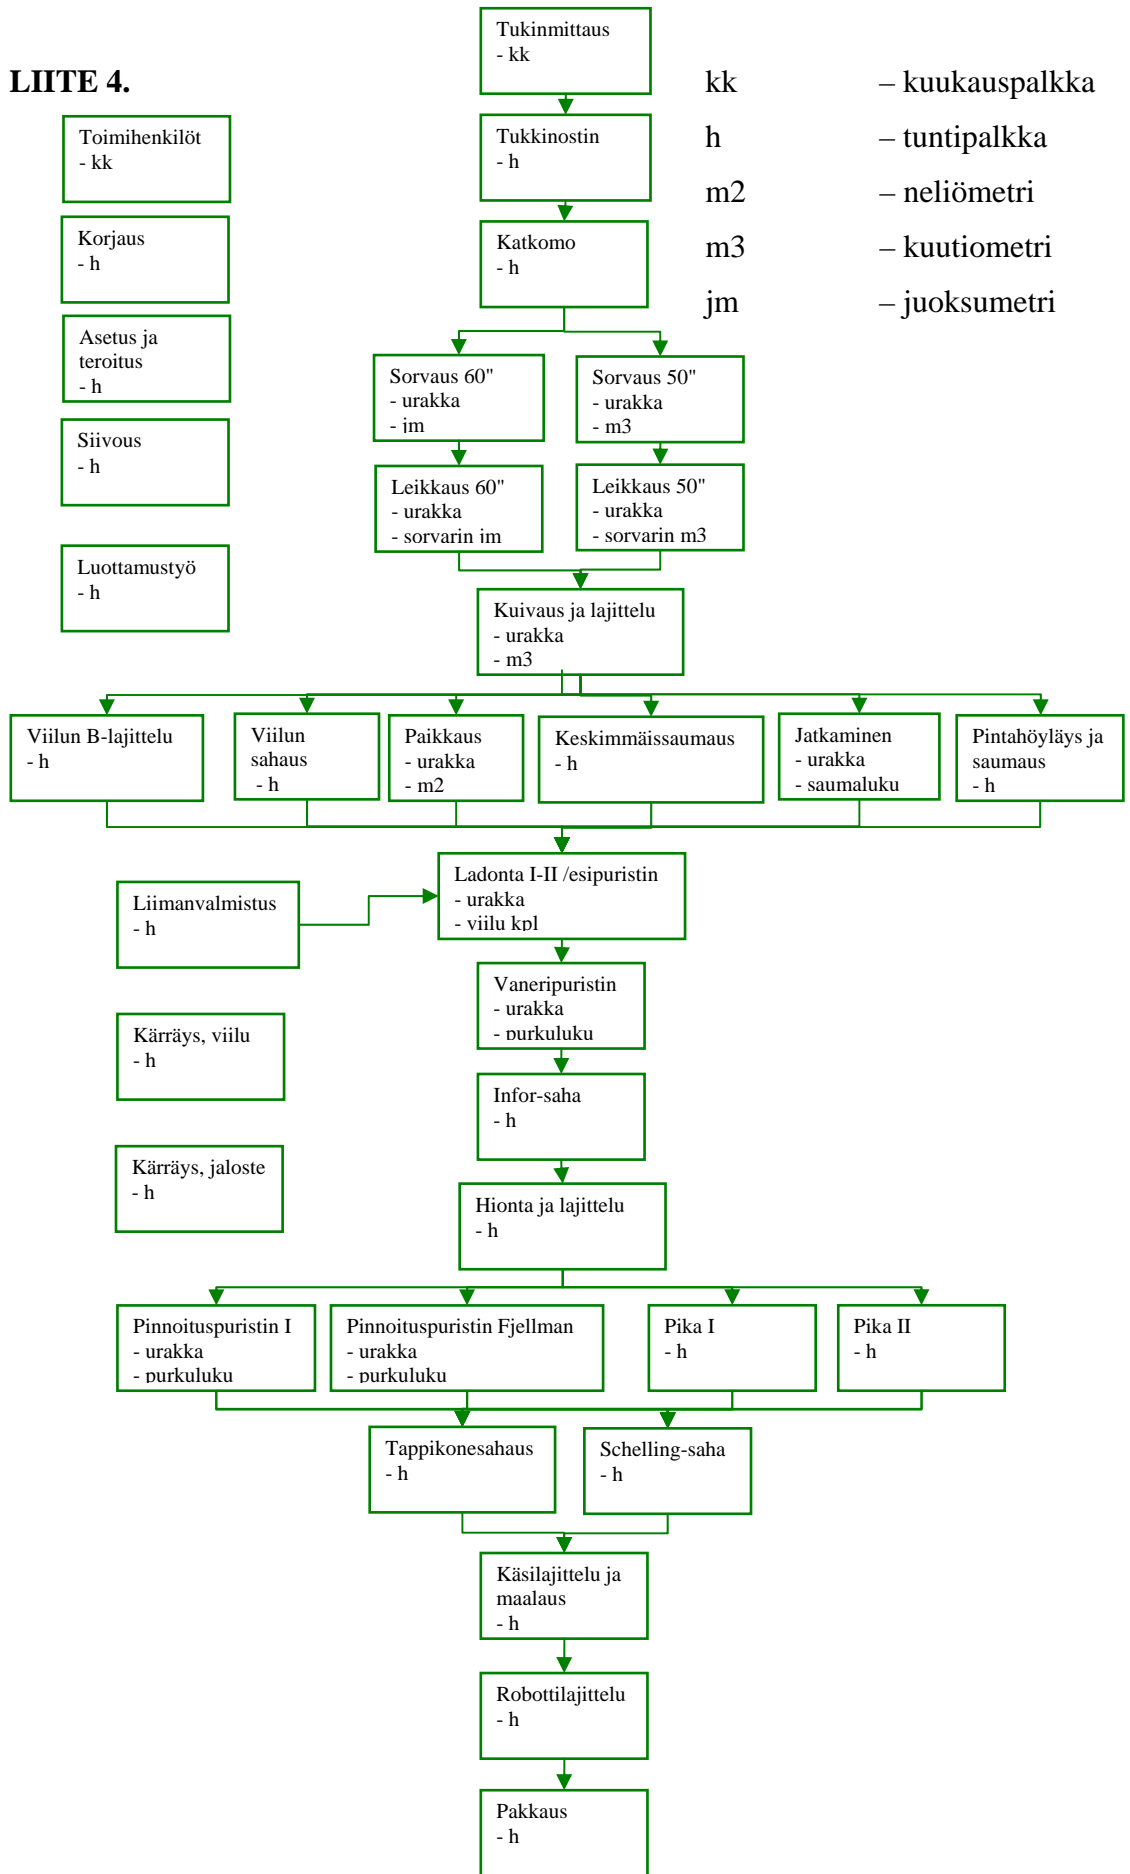 LIITE 4.
kk – kuukauspalkka
h – tuntipalkka
m2 – neliömetri
m3 – kuutiometri
jm – juoksumetri
Toimihenkilöt
- kk
Korjaus
- h
Asetus ja
teroitus
- h
Siivous
- h
Luottamustyö
- h
Tukinmittaus
- kk
Tukkinostin
- h
Katkomo
- h
Sorvaus 60"
- urakka
- jm
Sorvaus 50"
- urakka
- m3
Leikkaus 60"
- urakka
- sorvarin jm
Leikkaus 50"
- urakka
- sorvarin m3
Kuivaus ja lajittelu
- urakka
- m3
Viilun B-lajittelu
- h
Viilun
sahaus
- h
Paikkaus
- urakka
- m2
Keskimmäissaumaus
- h
Jatkaminen
- urakka
- saumaluku
Pintahöyläys ja
saumaus
- h
Ladonta I-II /esipuristin
- urakka
- viilu kpl
Liimanvalmistus
- h
Vaneripuristin
- urakka
- purkuluku
Kärräys, viilu
- h
Infor-saha
- h
Kärräys, jaloste
- h
Hionta ja lajittelu
- h
Pinnoituspuristin I
- urakka
- purkuluku
Pinnoituspuristin Fjellman
- urakka
- purkuluku
Pika I
- h
Pika II
- h
Tappikonesahaus
- h
Schelling-saha
- h
Käsilajittelu ja
maalaus
- h
Robottilajittelu
- h
Pakkaus
- h